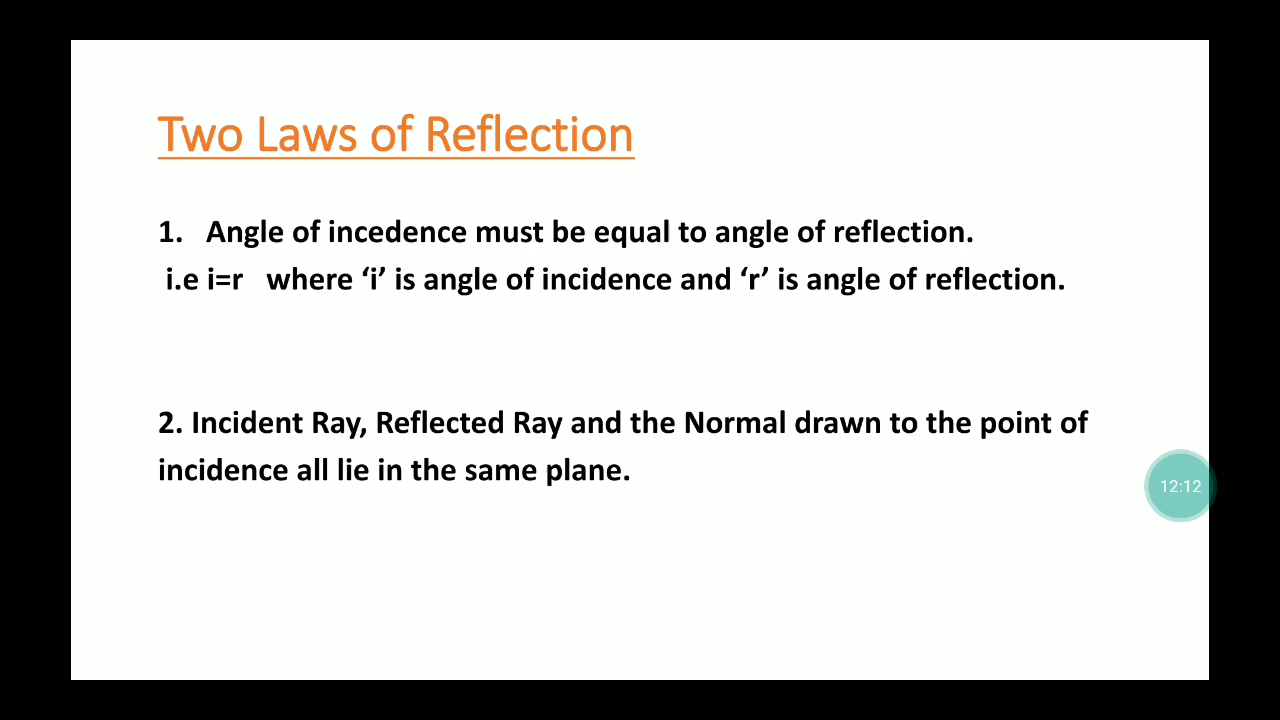 Two Laws of Reflection
1. Angle of incedence must be equal to angle of reflection.
i.e i=r where ‘i’ is angle of incidence and ‘r’ is angle of reflection.
2. Incident Ray, Reflected Ray and the Normal drawn to the point of
incidence all lie in the same plane.
12:12